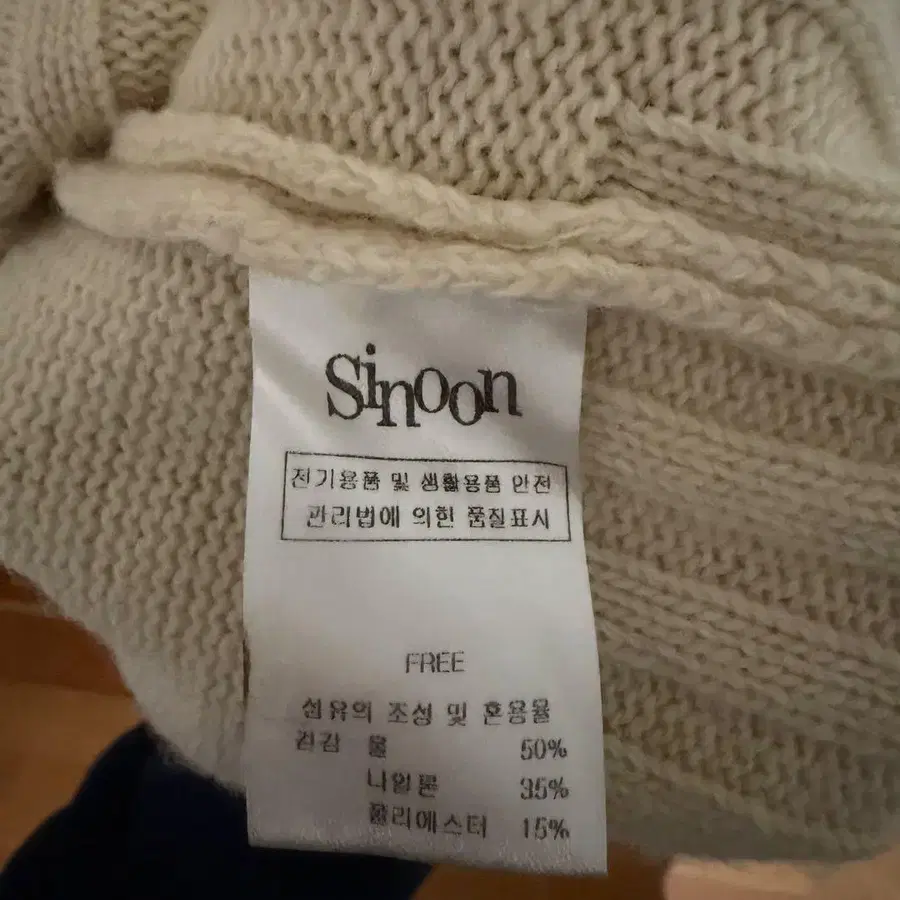 Sinoon
전기용품 및 생활용품 안전
관리법에 의힌 품질표시
FREE
섬유의 조성 및 혼용율
겉감 울 50%
나일론 35%
폴리에스터 15%